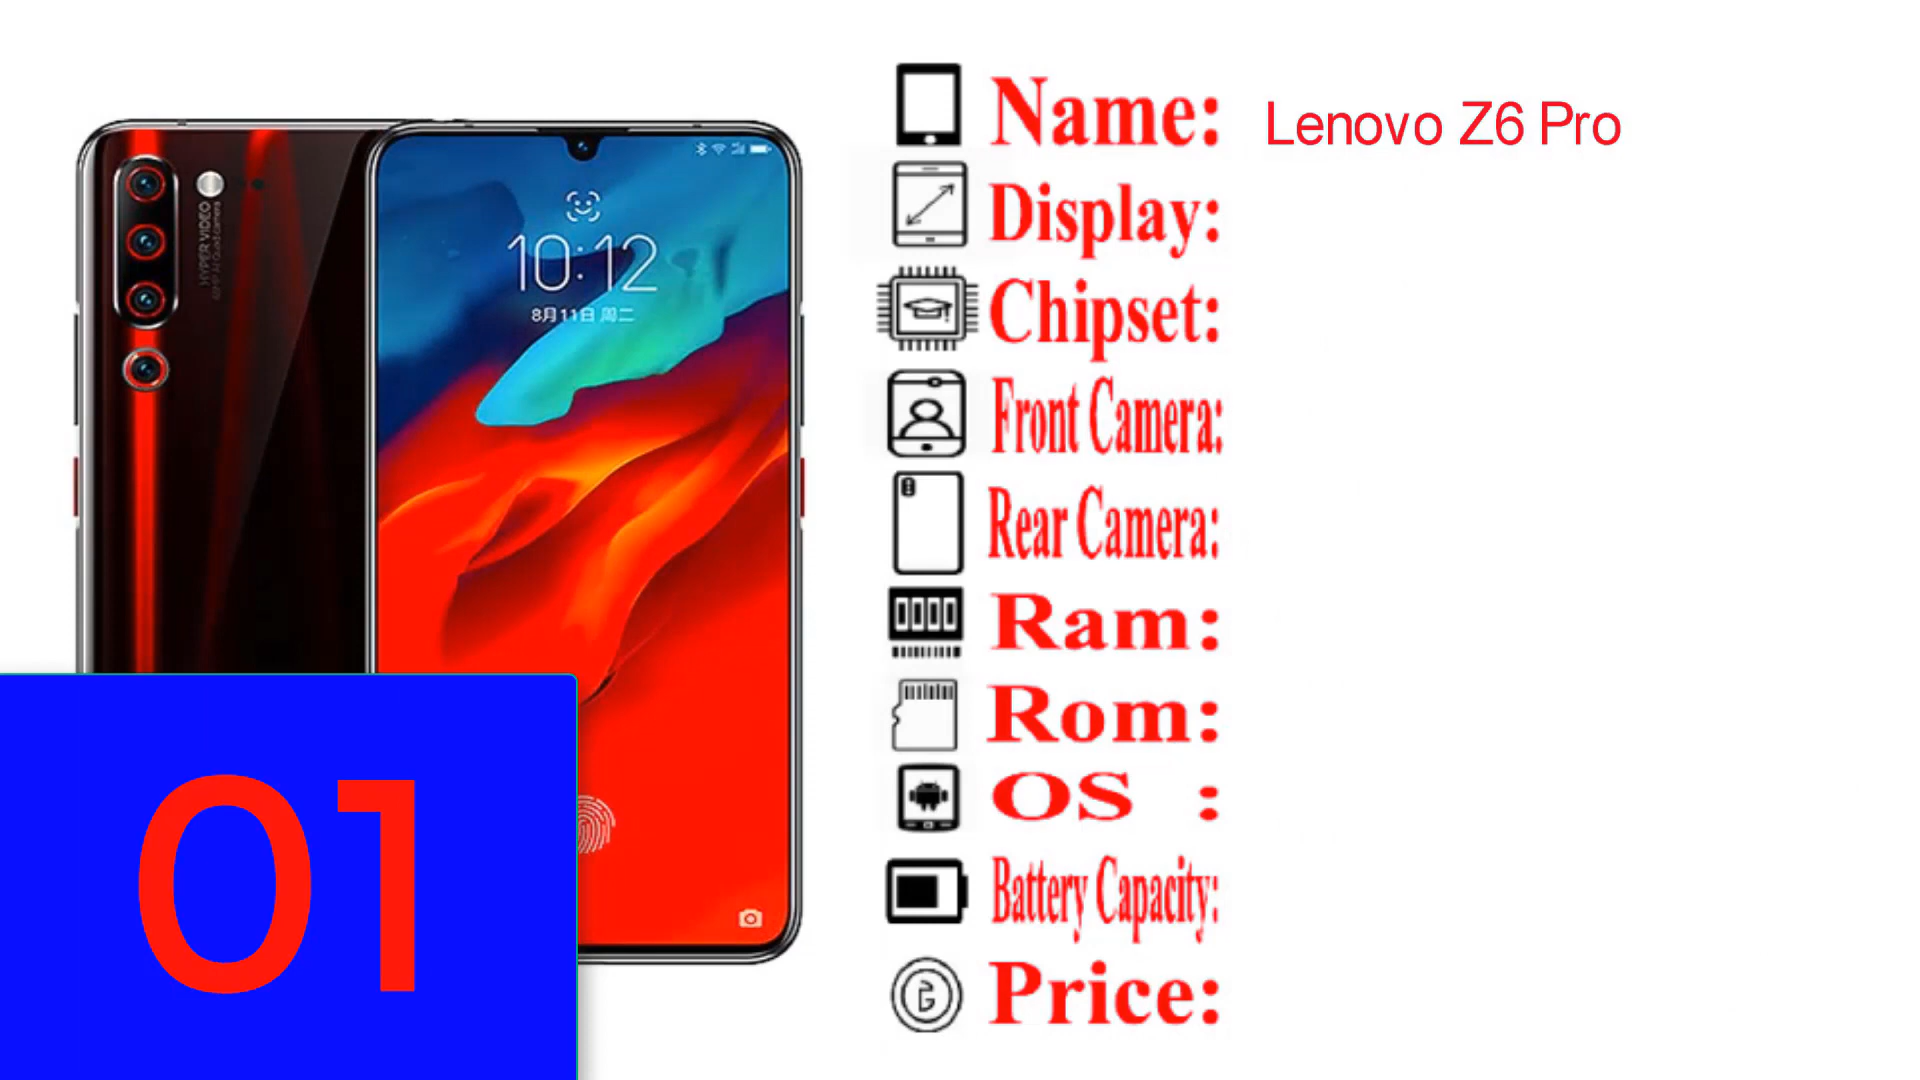 Name: Lenovo Z6 Pro
Display:
Chipset:
Front Camera:
Rear Camera:
Ram:
Rom:
OS :
Battery Capacity:
Price:
HYPER VIDEO
10:12
8月11日 周二
01